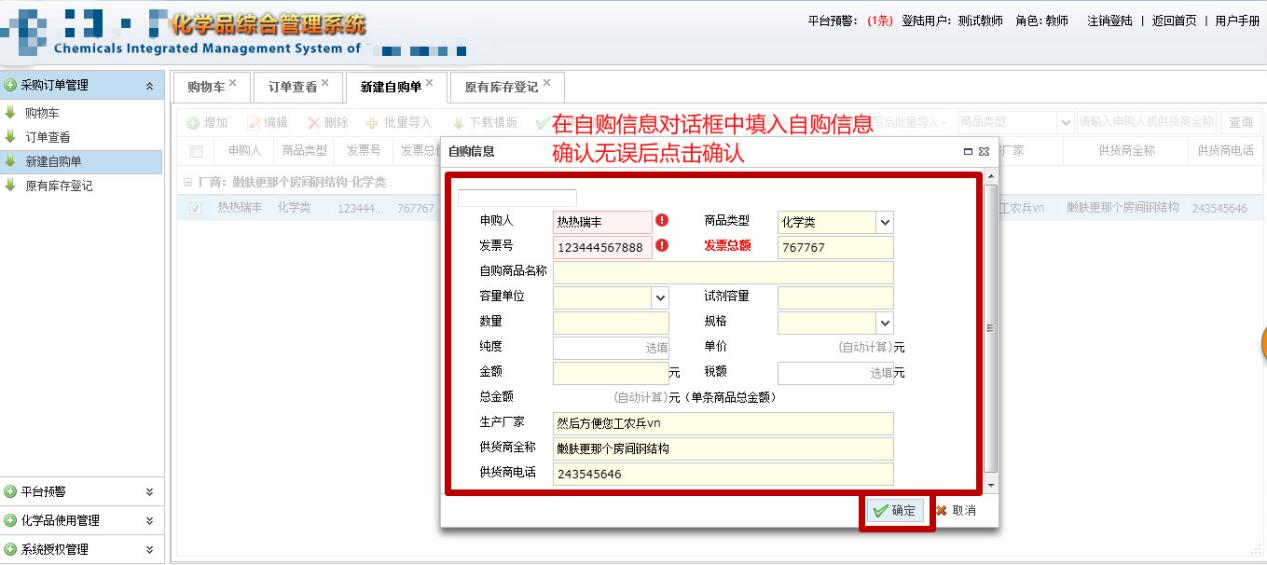 化学品综合管理系统
Chemicals Integrated Management System of
平台预警: (1条) 登陆用户: 测试教师 角色: 教师 注销登陆 | 返回首页 | 用户手册
采购订单管理
购物车
订单查看
新建自购单
原有库存登记
平台预警
化学品使用管理
系统授权管理
购物车 订单查看 新建自购单 原有库存登记
增加 编辑 删除 批量导入 下载模版 后批量导入» 商品类型 请输入申购人或供货商全称 查询
申购人 商品类型 发票号 发票总 厂家 供货商全称 供货商电话
厂商: 嫩肤更那个房间钢结构-化学类
热热瑞丰 化学类 123444... 767767 工农兵vn 嫩肤更那个房间钢结构 243545646
在自购信息对话框中填入自购信息
确认无误后点击确认
自购信息
申购人 热热瑞丰 商品类型 化学类
发票号 123444567888 发票总额 767767
自购商品名称
容量单位 试剂容量
数量 规格
纯度 选填 单价 (自动计算)元
金额 元 税额 选填元
总金额 (自动计算)元 (单条商品总金额)
生产厂家 然后方便您工农兵vn
供货商全称 嫩肤更那个房间钢结构
供货商电话 243545646
确定 取消